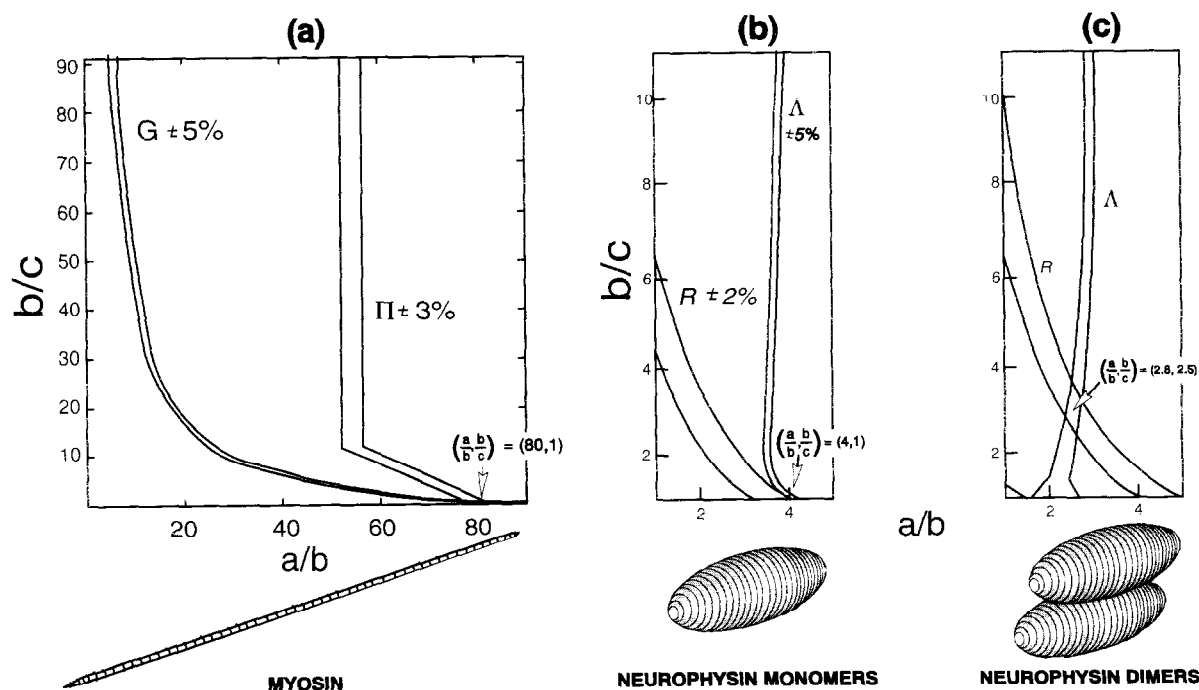 (a)
90
80
70
60
50
40
30
20
10
b/c
G ±5%
Π ± 3%
(a/b, b/c) = (80,1)
20
40
60
80
a/b
MYOSIN
(b)
10
8
6
4
2
b/c
Λ
±5%
R ± 2%
(a/b, b/c) = (4,1)
2
4
a/b
NEUROPHYSIN MONOMERS
(c)
10
8
6
4
2
R
Λ
(a/b, b/c) = (2.8, 2.5)
2
4
NEUROPHYSIN DIMERS